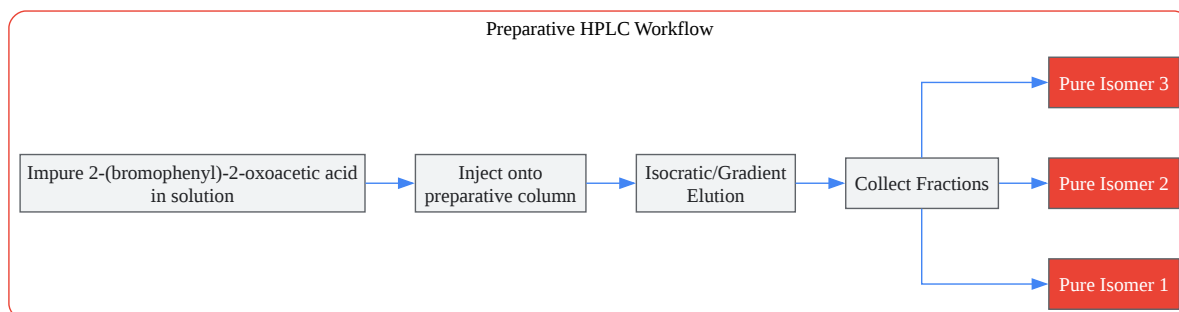 Preparative HPLC Workflow
Pure Isomer 3
Impure 2-(bromophenyl)-2-oxoacetic acid
in solution
Inject onto
preparative column
Isocratic/Gradient
Elution
Collect Fractions
Pure Isomer 2
Pure Isomer 1